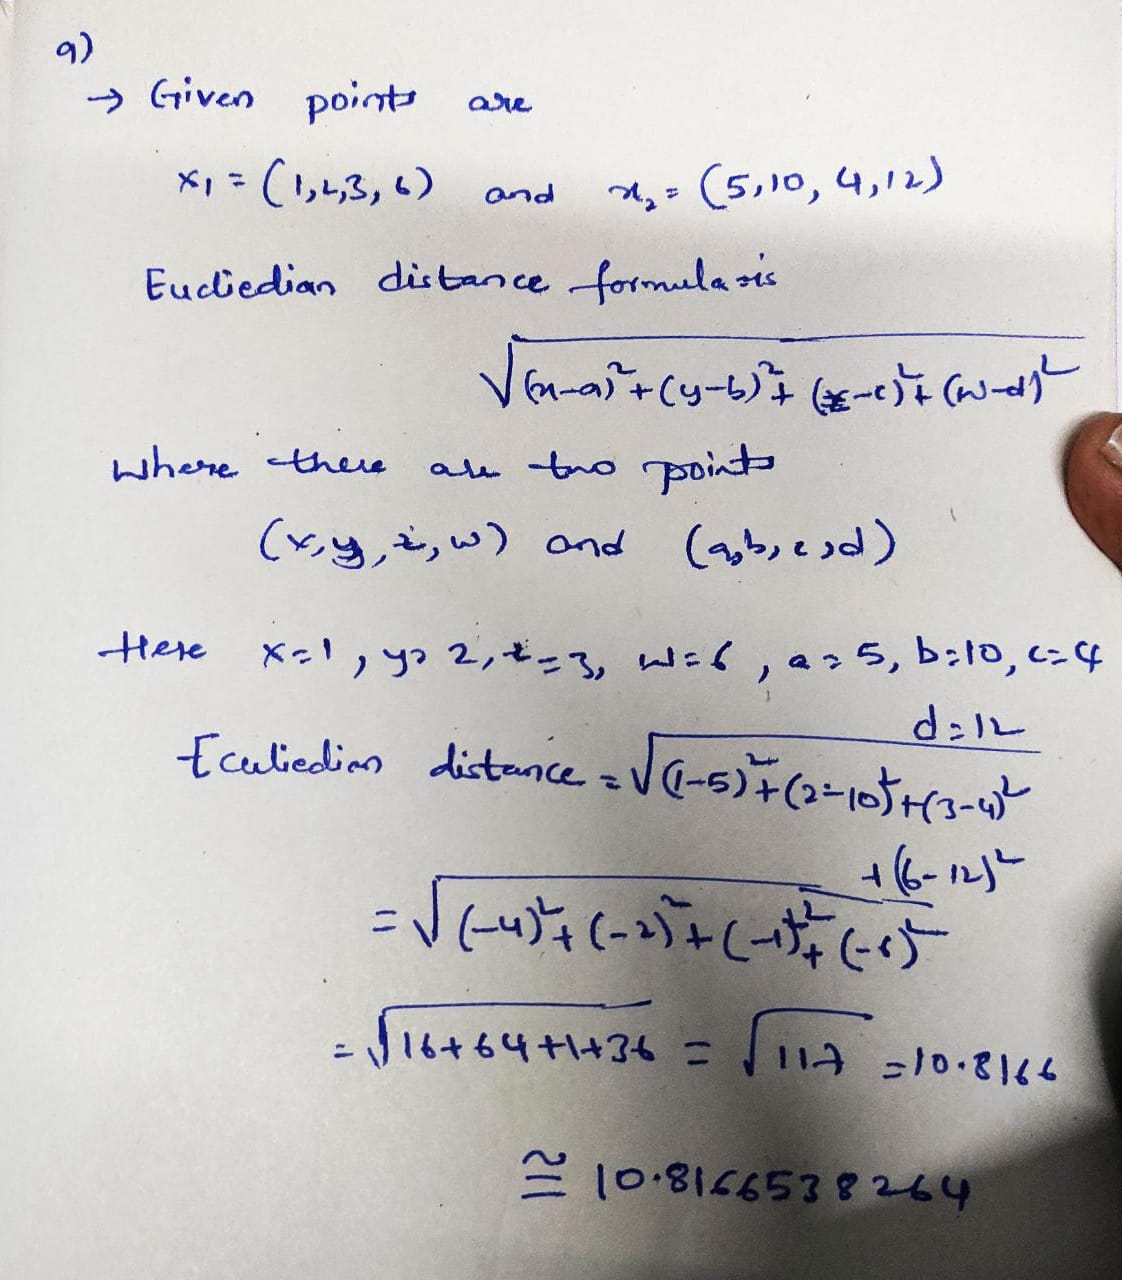 a)
→ Given points are
x₁ = (1,2,3,6) and x₂ = (5,10,4,12)
Eucliedian distance formula is
√(x-a)²+(y-b)²+(z-c)²+(w-d)²
where there are two points
(x,y,z,w) and (a,b,c,d)
Here x=1, y=2, z=3, w=6, a=5, b=10, c=4
d=12
Eculiedian distance = √(1-5)²+(2-10)²+(3-4)²
+(6-12)²
= √(-4)²+(-2)²+(-1)²+(-6)²
= √16+64+1+36 = √117 = 10.8166
≅ 10.8166538264